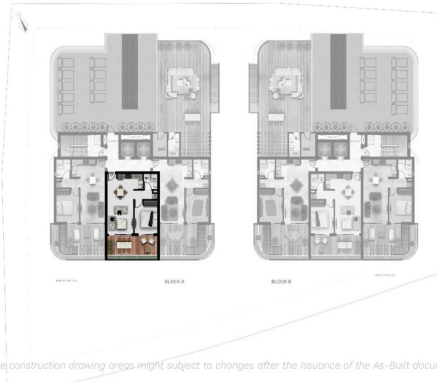 BLOCK A
BLOCK B
e construction drawing areas might subject to changes after the issuance of the As-Built docu